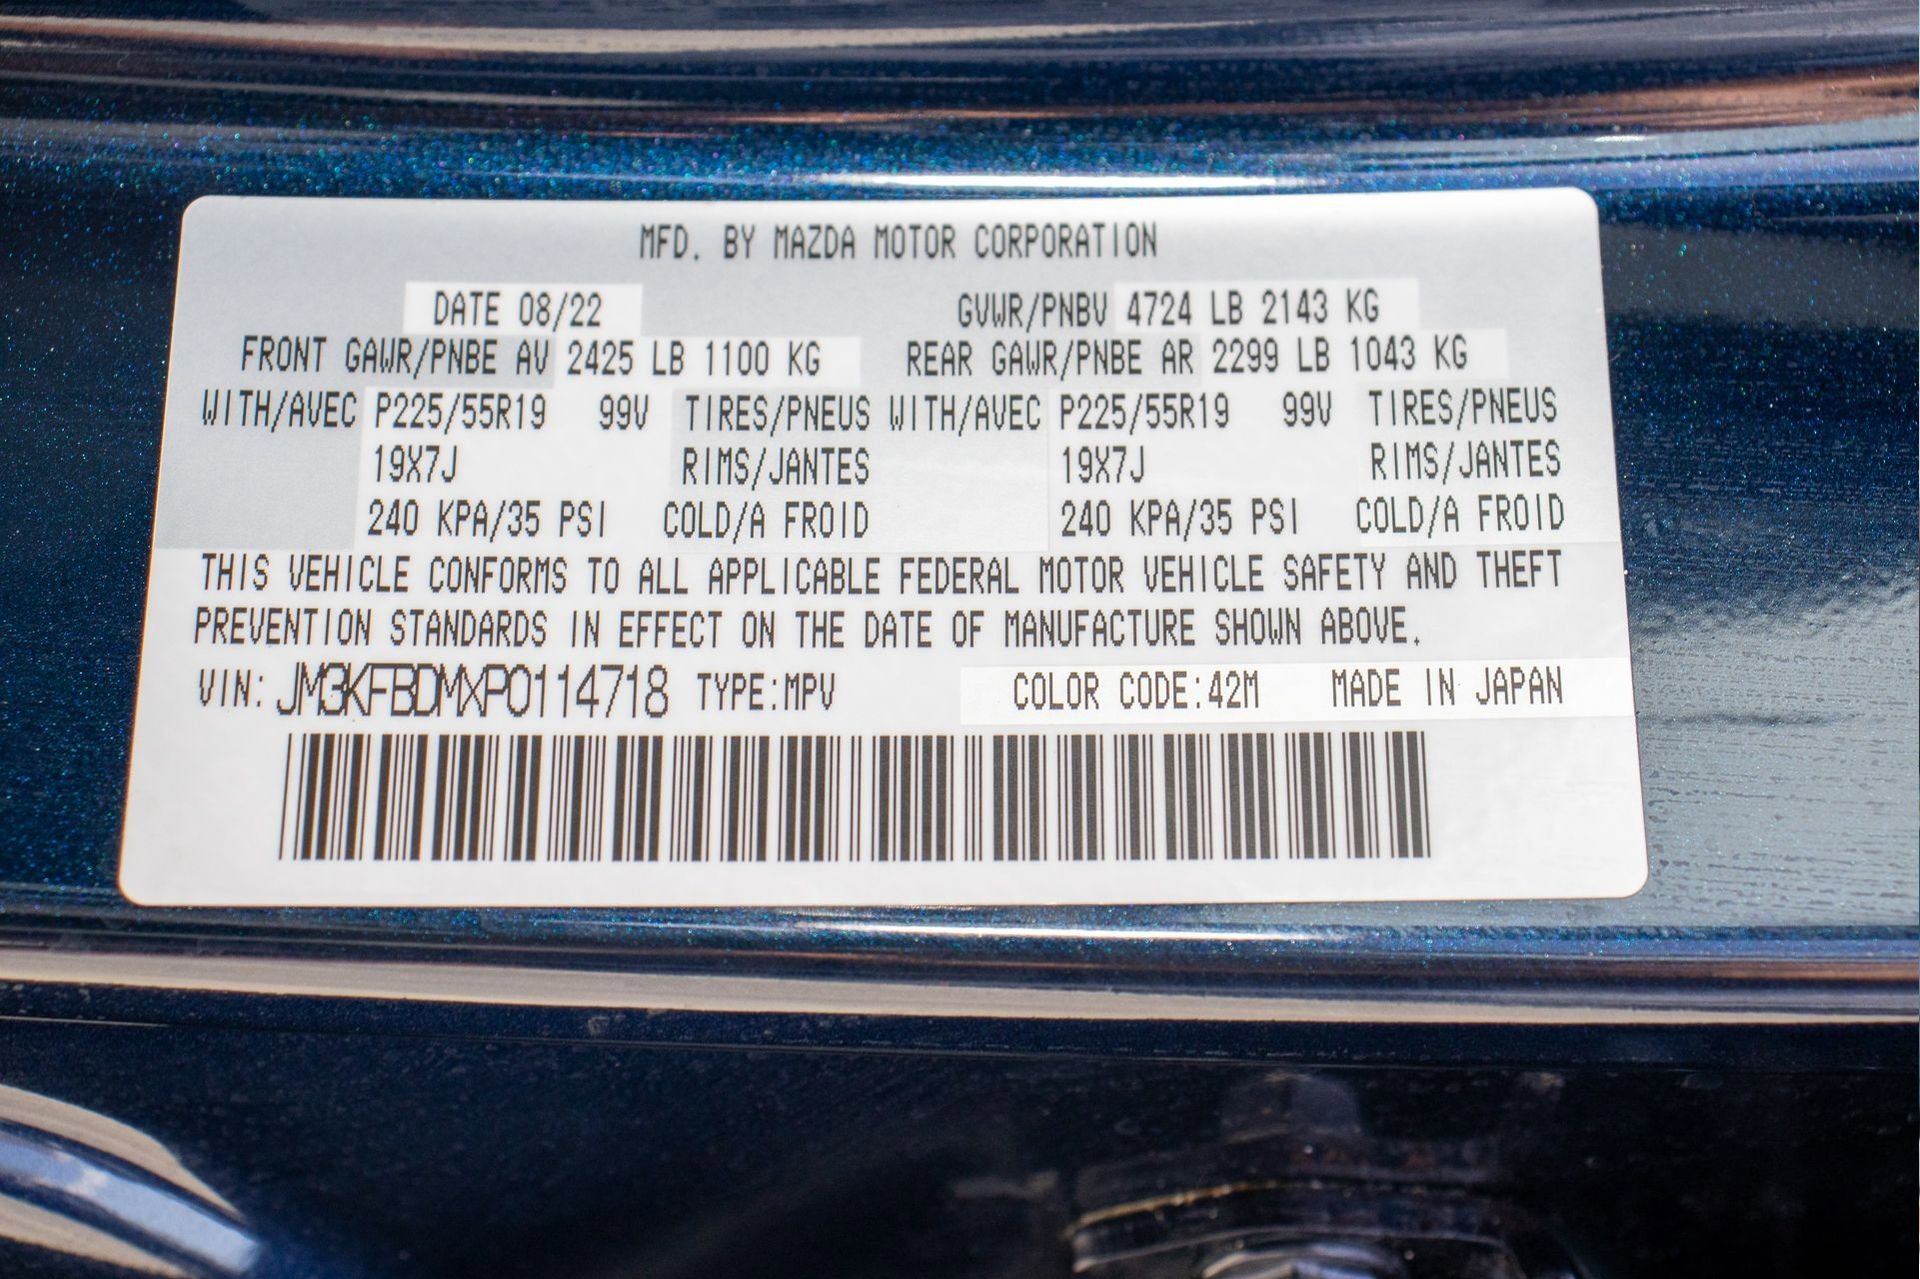 MFD. BY MAZDA MOTOR CORPORATION
DATE 08/22 GVWR/PNBV 4724 LB 2143 KG
FRONT GAWR/PNBE AV 2425 LB 1100 KG REAR GAWR/PNBE AR 2299 LB 1043 KG
WITH/AVEC P225/55R19 99V TIRES/PNEUS WITH/AVEC P225/55R19 99V TIRES/PNEUS
19X7J RIMS/JANTES 19X7J RIMS/JANTES
240 KPA/35 PSI COLD/A FROID 240 KPA/35 PSI COLD/A FROID
THIS VEHICLE CONFORMS TO ALL APPLICABLE FEDERAL MOTOR VEHICLE SAFETY AND THEFT
PREVENTION STANDARDS IN EFFECT ON THE DATE OF MANUFACTURE SHOWN ABOVE.
VIN: JM3KFBDMXP0114718 TYPE:MPV COLOR CODE:42M MADE IN JAPAN